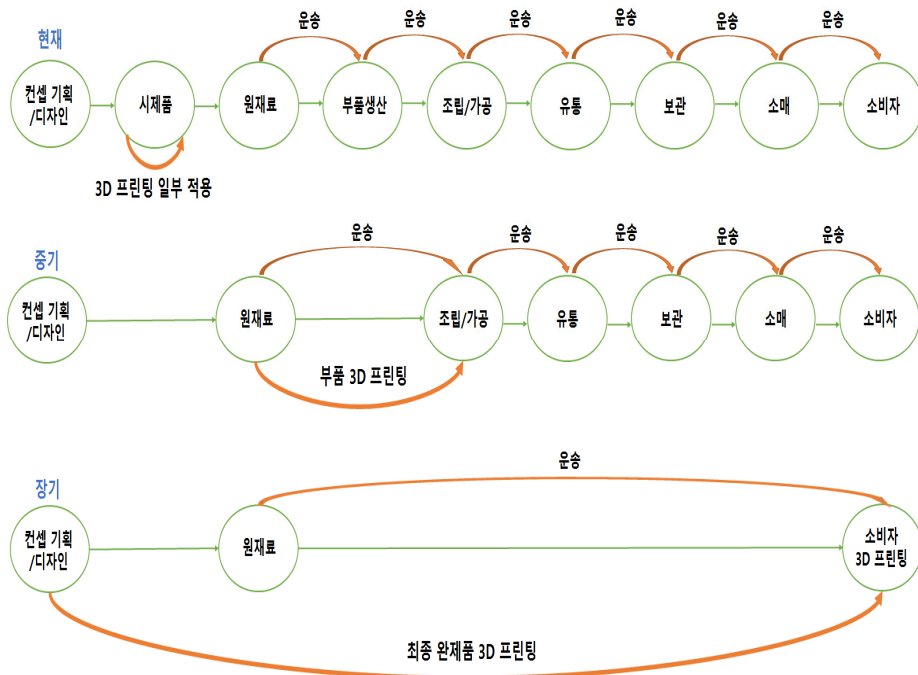 현재
운송 운송 운송 운송 운송 운송
컨셉 기획
/디자인
시제품
원재료
부품생산
조립/가공
유통
보관
소매
소비자
3D 프린팅 일부 적용
중기
운송 운송 운송 운송 운송
컨셉 기획
/디자인
원재료
조립/가공
유통
보관
소매
소비자
부품 3D 프린팅
장기
운송
컨셉 기획
/디자인
원재료
소비자
3D 프린팅
최종 완제품 3D 프린팅